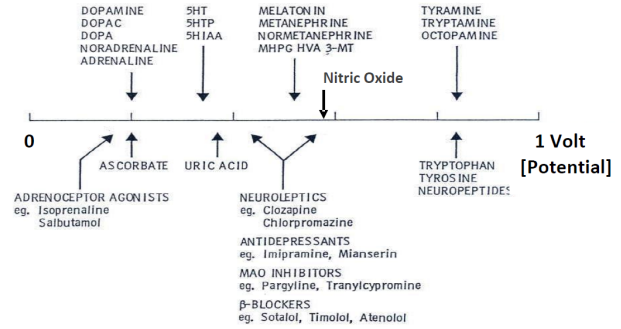 DOPAMINE
DOPAC
DOPA
NORADRENALINE
ADRENALINE
5HT
5HTP
5HIAA
MELATONIN
METANEPHRINE
NORMETANEPHRINE
MHPG HVA 3-MT
TYRAMINE
TRYPTAMINE
OCTOPAMINE
Nitric Oxide
0
1 Volt
[Potential]
ASCORBATE
URIC ACID
TRYPTOPHAN
TYROSINE
NEUROPEPTIDES
ADRENOCEPTOR AGONISTS
eg. Isoprenaline
Salbutamol
NEUROLEPTICS
eg. Clozapine
Chlorpromazine
ANTIDEPRESSANTS
eg. Imipramine, Mianserin
MAO INHIBITORS
eg. Pargyline, Tranylcypromine
β-BLOCKERS
eg. Sotalol, Timolol, Atenolol